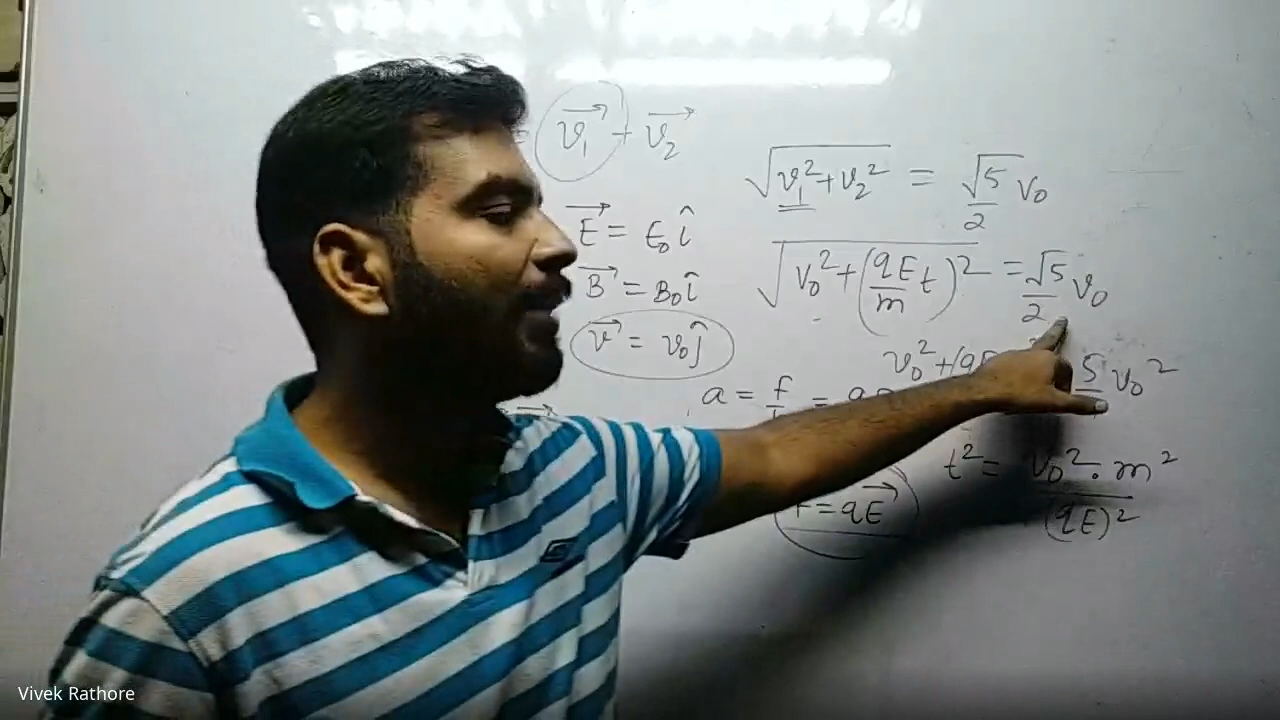 = v₁⃗ + v₂⃗
E⃗ = E₀ î
B⃗ = B₀ î
v⃗ = v₀ ĵ
a = F/ =
F = qE⃗
√(v₁² + v₂²) = √5/2 v₀
√(v₀² + (qE/m t)²) = √5/2 v₀
v₀² + (qE 5 v₀²
t² = v₀² · m² / (qE)²
Vivek Rathore